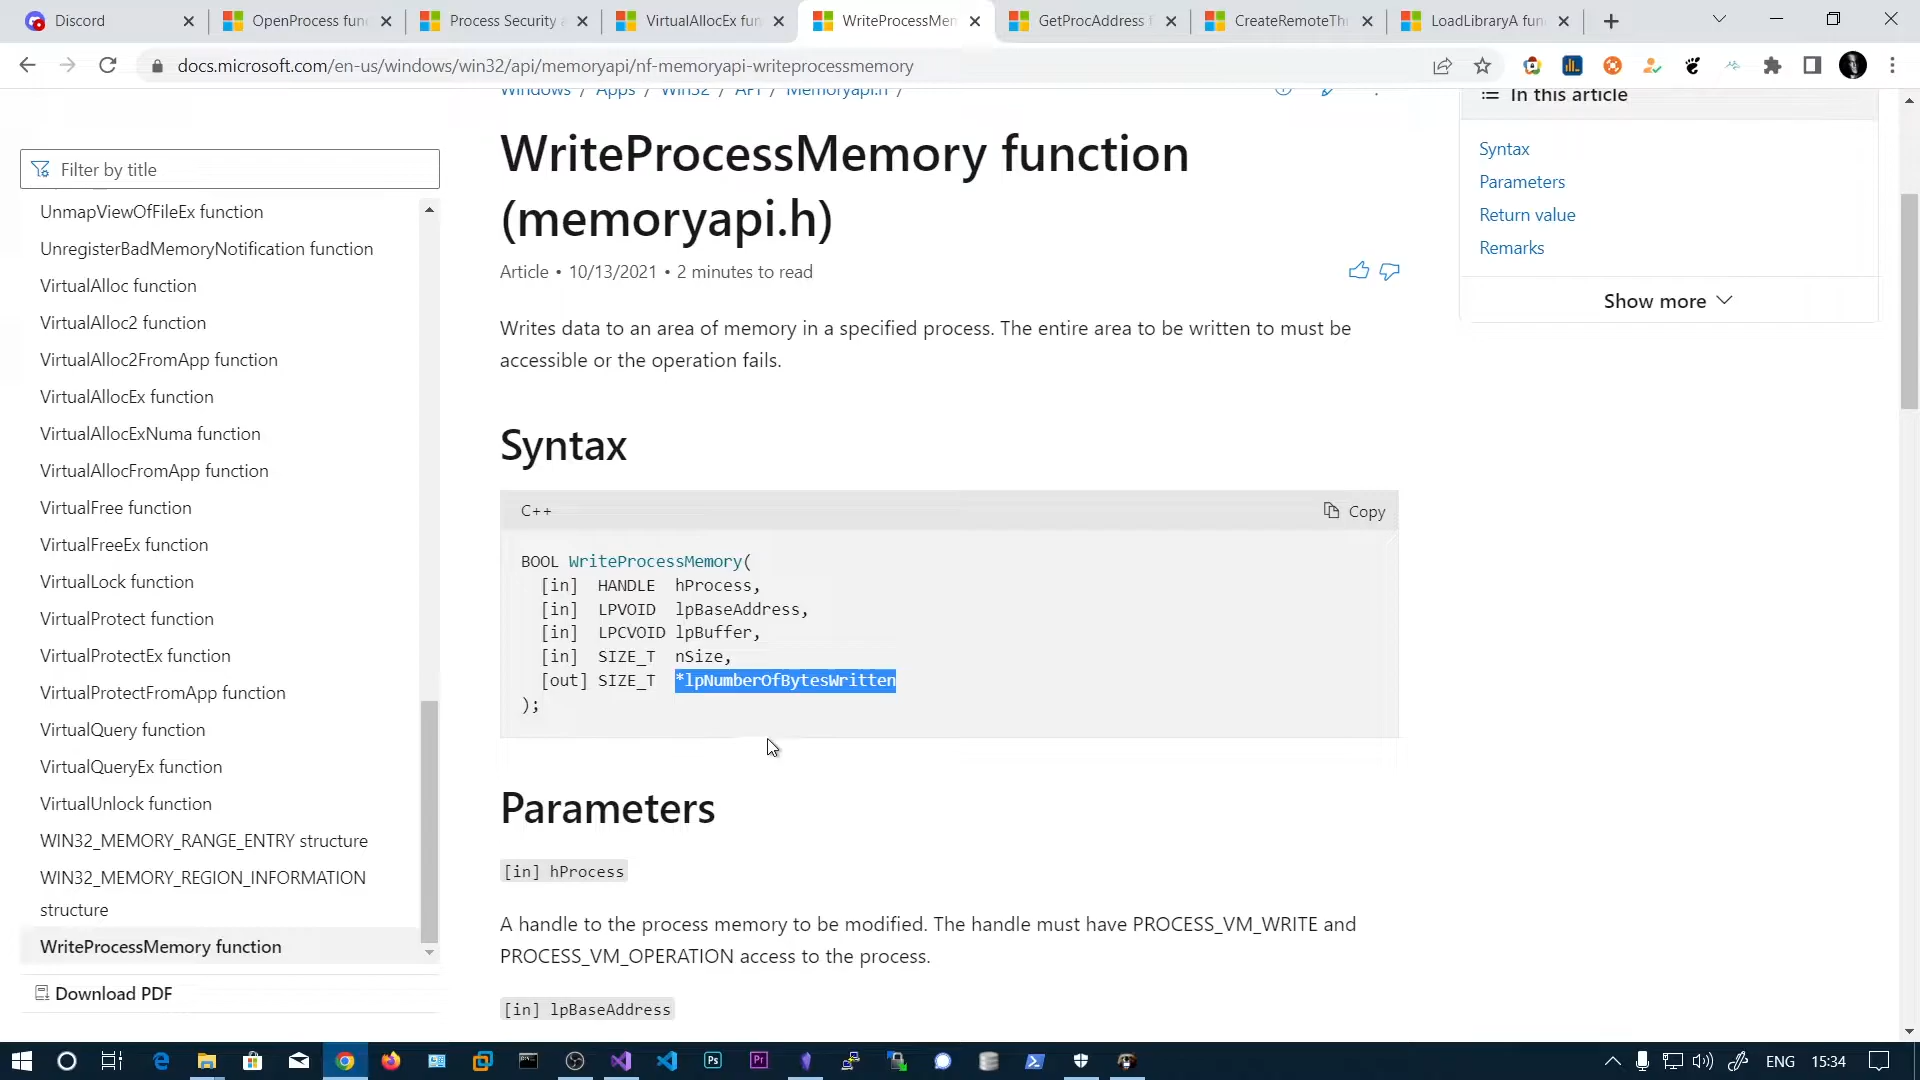 Discord
OpenProcess fun
Process Security a
VirtualAllocEx fun
WriteProcessMem
GetProcAddress f
CreateRemoteThr
LoadLibraryA fun
docs.microsoft.com/en-us/windows/win32/api/memoryapi/nf-memoryapi-writeprocessmemory
Filter by title
UnmapViewOfFileEx function
UnregisterBadMemoryNotification function
VirtualAlloc function
VirtualAlloc2 function
VirtualAlloc2FromApp function
VirtualAllocEx function
VirtualAllocExNuma function
VirtualAllocFromApp function
VirtualFree function
VirtualFreeEx function
VirtualLock function
VirtualProtect function
VirtualProtectEx function
VirtualProtectFromApp function
VirtualQuery function
VirtualQueryEx function
VirtualUnlock function
WIN32_MEMORY_RANGE_ENTRY structure
WIN32_MEMORY_REGION_INFORMATION
structure
WriteProcessMemory function
Download PDF
Windows / Apps / Win32 / API / Memoryapi.h /
WriteProcessMemory function
(memoryapi.h)
Article • 10/13/2021 • 2 minutes to read
Writes data to an area of memory in a specified process. The entire area to be written to must be
accessible or the operation fails.
Syntax
C++
Copy
BOOL WriteProcessMemory(
[in] HANDLE hProcess,
[in] LPVOID lpBaseAddress,
[in] LPCVOID lpBuffer,
[in] SIZE_T nSize,
[out] SIZE_T *lpNumberOfBytesWritten
);
Parameters
[in] hProcess
A handle to the process memory to be modified. The handle must have PROCESS_VM_WRITE and
PROCESS_VM_OPERATION access to the process.
[in] lpBaseAddress
In this article
Syntax
Parameters
Return value
Remarks
Show more
Ps
Pr
ENG
15:34